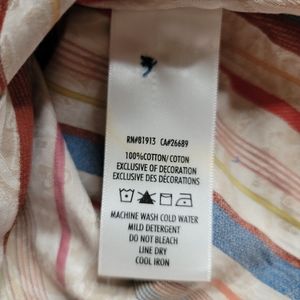 RN#81913 CA#26689
100%COTTON/COTON
EXCLUSIVE OF DECORATION
EXCLUSIVE DES DÉCORATIONS
MACHINE WASH COLD WATER
MILD DETERGENT
DO NOT BLEACH
LINE DRY
COOL IRON